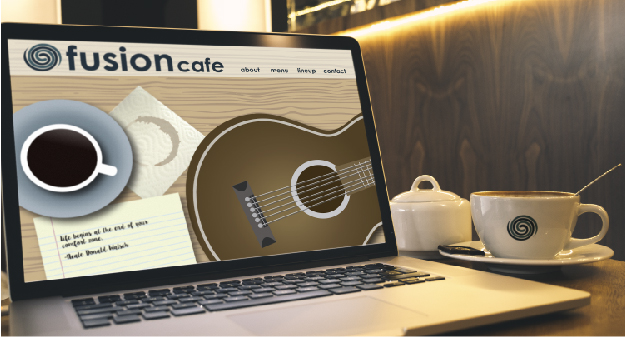 fusion cafe
about menu lineup contact
Life begins at the end of your
comfort zone.
-Neale Donald Walsch